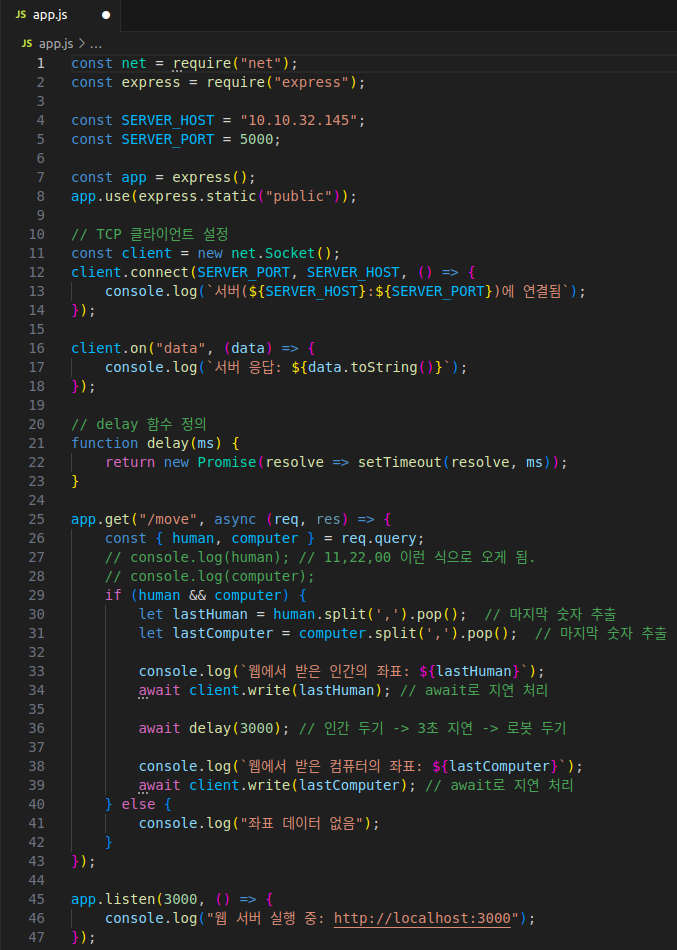 JS app.js ●
JS app.js > ...
1 const net = require("net");
2 const express = require("express");
3
4 const SERVER_HOST = "10.10.32.145";
5 const SERVER_PORT = 5000;
6
7 const app = express();
8 app.use(express.static("public"));
9
10 // TCP 클라이언트 설정
11 const client = new net.Socket();
12 client.connect(SERVER_PORT, SERVER_HOST, () => {
13     console.log(`서버(${SERVER_HOST}:${SERVER_PORT})에 연결됨`);
14 });
15
16 client.on("data", (data) => {
17     console.log(`서버 응답: ${data.toString()}`);
18 });
19
20 // delay 함수 정의
21 function delay(ms) {
22     return new Promise(resolve => setTimeout(resolve, ms));
23 }
24
25 app.get("/move", async (req, res) => {
26     const { human, computer } = req.query;
27     // console.log(human); // 11,22,00 이런 식으로 오게 됨.
28     // console.log(computer);
29     if (human && computer) {
30         let lastHuman = human.split(',').pop();  // 마지막 숫자 추출
31         let lastComputer = computer.split(',').pop();  // 마지막 숫자 추출
32
33         console.log(`웹에서 받은 인간의 좌표: ${lastHuman}`);
34         await client.write(lastHuman); // await로 지연 처리
35
36         await delay(3000); // 인간 두기 -> 3초 지연 -> 로봇 두기
37
38         console.log(`웹에서 받은 컴퓨터의 좌표: ${lastComputer}`);
39         await client.write(lastComputer); // await로 지연 처리
40     } else {
41         console.log("좌표 데이터 없음");
42     }
43 });
44
45 app.listen(3000, () => {
46     console.log("웹 서버 실행 중: http://localhost:3000");
47 });